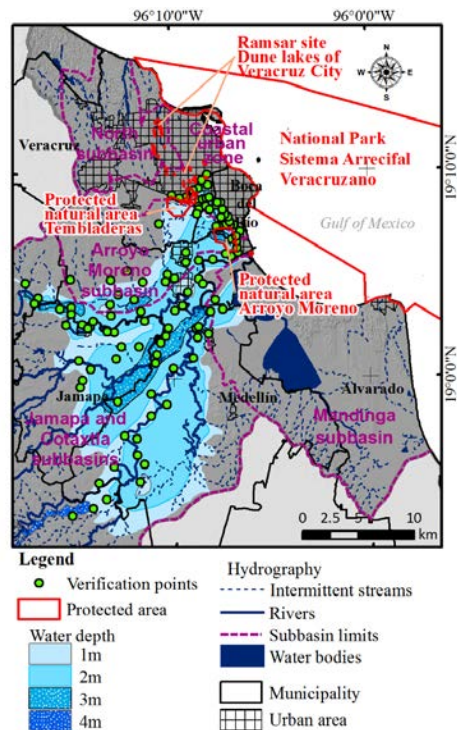 96°10'0"W
96°0'0"W
Ramsar site
Dune lakes of
Veracruz City
N
W
E
S
Veracruz
North
subbasin
Coastal
urban
zone
National Park
Sistema Arrecifal
Veracruzano
19°10'0"N
Protected
natural area
Tembladeras
Boca
del
Río
Gulf of Mexico
Arroyo
Moreno
subbasin
Protected
natural area
Arroyo Moreno
19°0'0"N
Jamapa
Medellín
Alvarado
Jamapa and
Cotaxtla
subbasins
Mandinga
subbasin
0 2.5 5 10
km
Legend
Verification points
Protected area
Water depth
1m
2m
3m
4m
Hydrography
Intermittent streams
Rivers
Subbasin limits
Water bodies
Municipality
Urban area